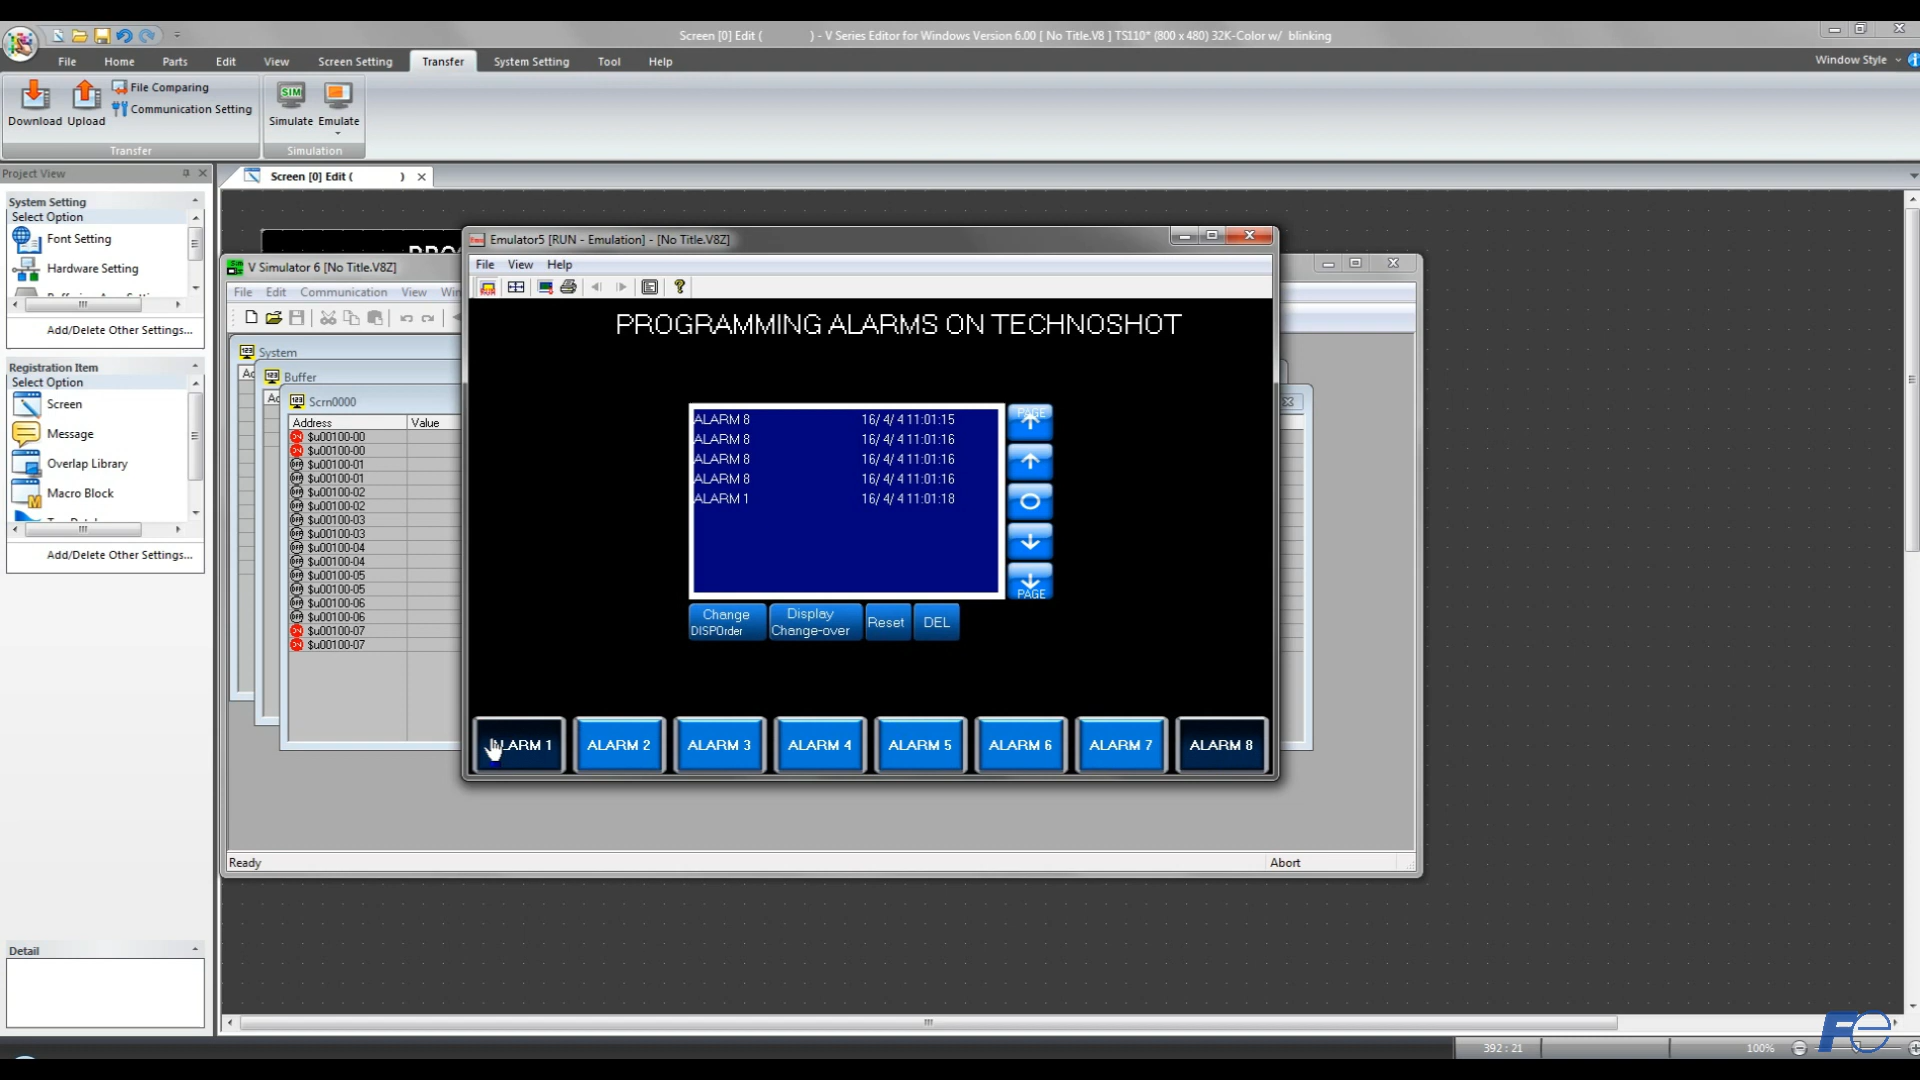 Screen [0] Edit ( ) - V Series Editor for Windows Version 6.00 [ No Title.V8 ] TS110* (800 x 480) 32K-Color w/ blinking
File Home Parts Edit View Screen Setting Transfer System Setting Tool Help
Window Style
Download Upload File Comparing
Communication Setting
Simulate Emulate
Transfer Simulation
Project View
Screen [0] Edit ( )
System Setting
Select Option
Font Setting
Hardware Setting
Add/Delete Other Settings...
Registration Item
Select Option
Screen
Message
Overlap Library
Macro Block
Add/Delete Other Settings...
Detail
V Simulator 6 [No Title.V8Z]
File Edit Communication View
System
Buffer
Scrn0000
Address Value
$u00100-00
$u00100-00
$u00100-01
$u00100-01
$u00100-02
$u00100-02
$u00100-03
$u00100-03
$u00100-04
$u00100-04
$u00100-05
$u00100-05
$u00100-06
$u00100-06
$u00100-07
$u00100-07
Ready Abort
Emulator5 [RUN - Emulation] - [No Title.V8Z]
File View Help
PROGRAMMING ALARMS ON TECHNOSHOT
ALARM 8 16/ 4/ 4 11:01:15
ALARM 8 16/ 4/ 4 11:01:16
ALARM 8 16/ 4/ 4 11:01:16
ALARM 8 16/ 4/ 4 11:01:16
ALARM 1 16/ 4/ 4 11:01:18
PAGE
PAGE
Change DISPOrder
Display Change-over
Reset
DEL
ALARM 1 ALARM 2 ALARM 3 ALARM 4 ALARM 5 ALARM 6 ALARM 7 ALARM 8
392 : 21
100%
Fe